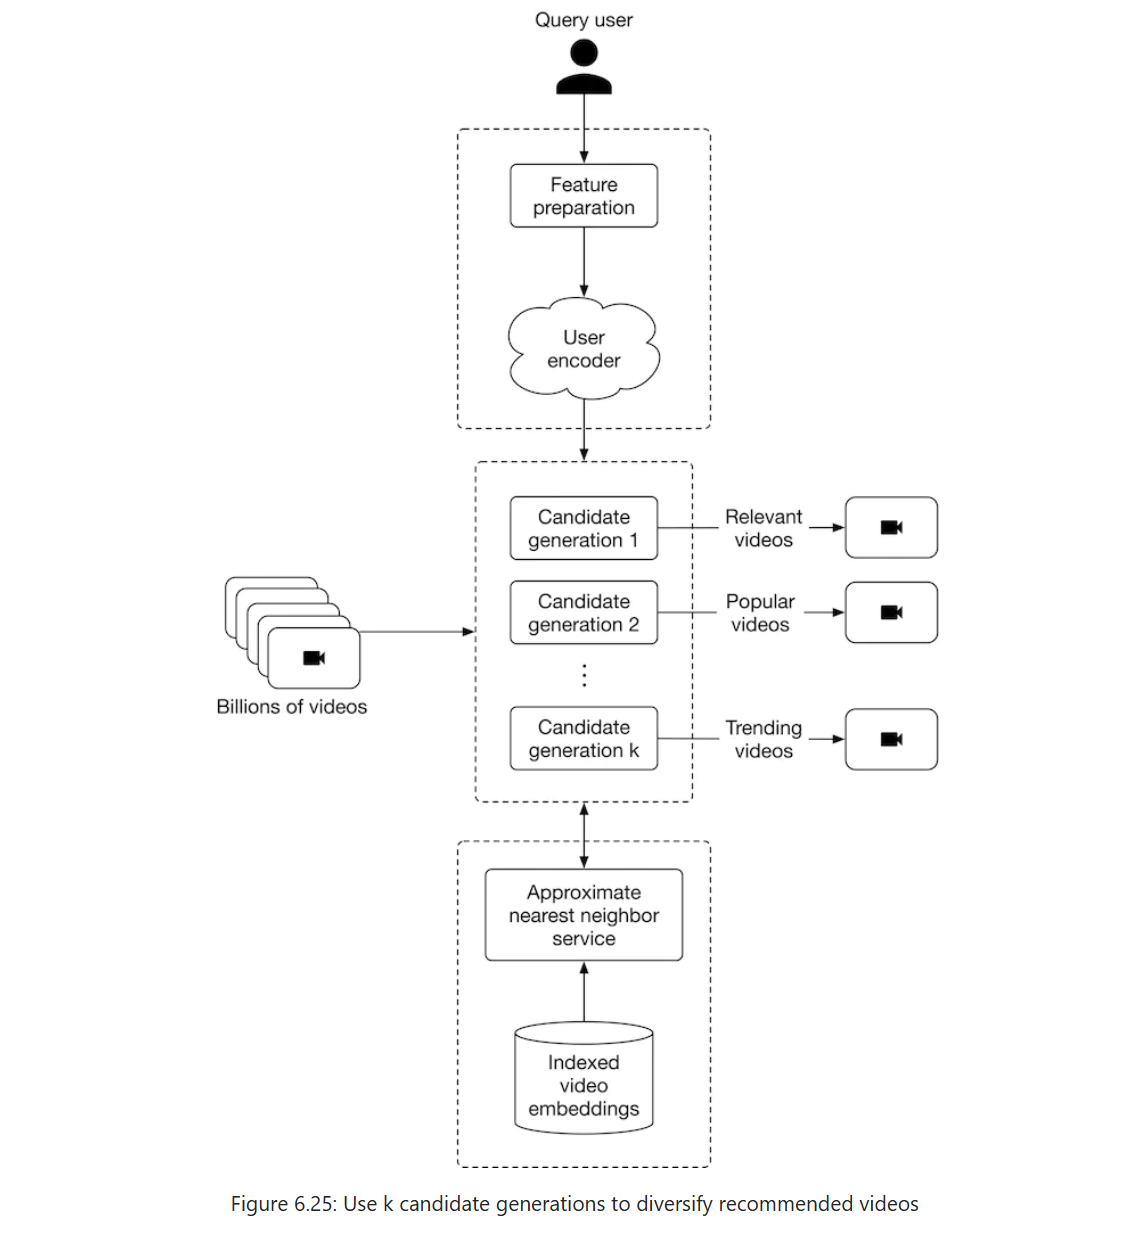 Query user
Feature
preparation
User
encoder
Candidate
generation 1
Relevant
videos
Candidate
generation 2
Popular
videos
Billions of videos
Candidate
generation k
Trending
videos
Approximate
nearest neighbor
service
Indexed
video
embeddings
Figure 6.25: Use k candidate generations to diversify recommended videos